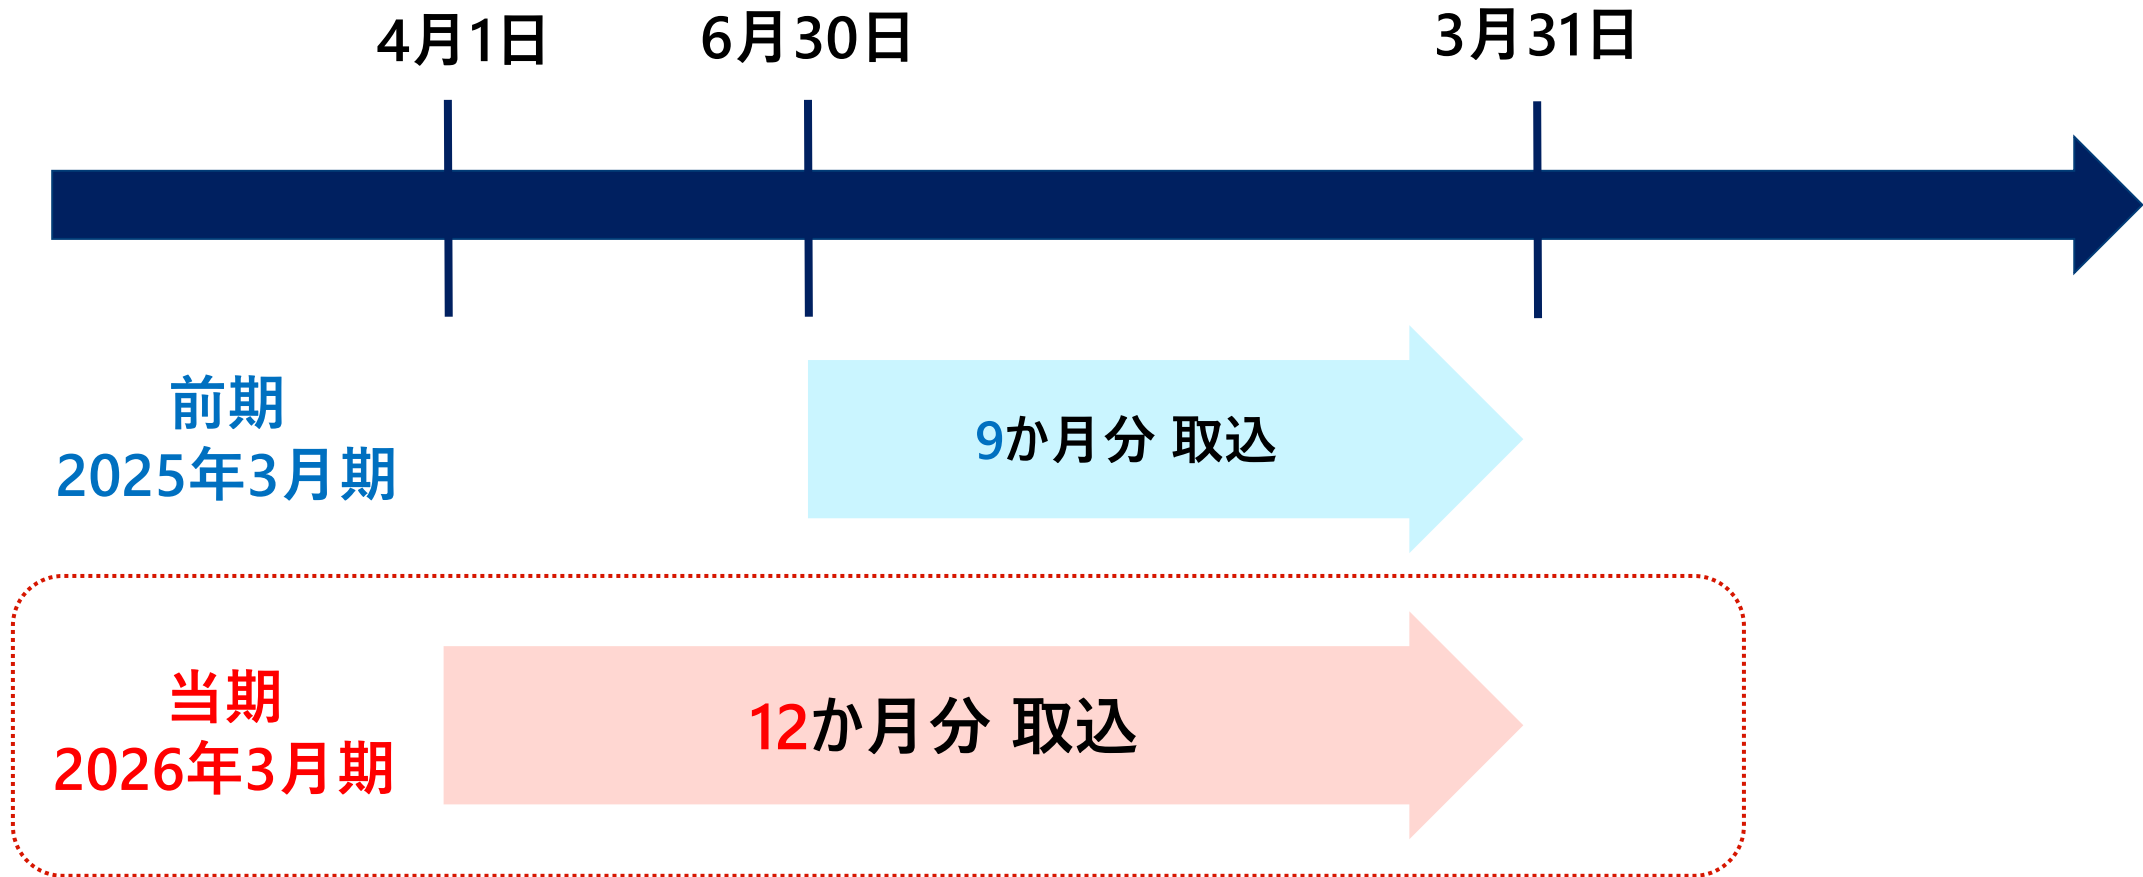 4月1日
6月30日
3月31日
前期
2025年3月期
9か月分 取込
当期
2026年3月期
12か月分 取込